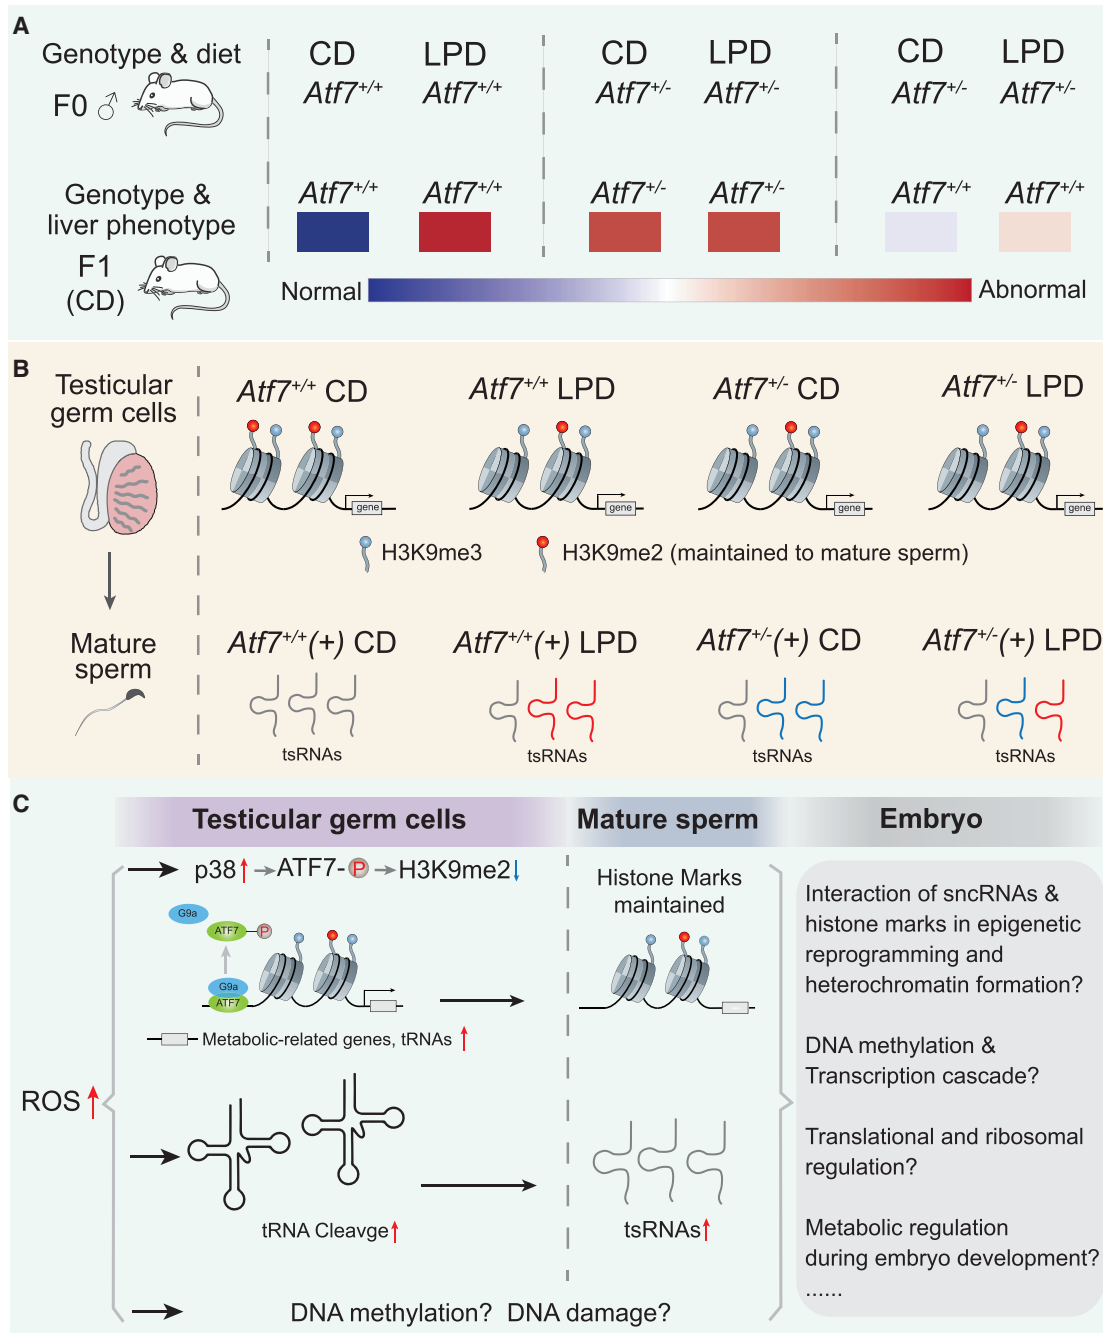 A
Genotype & diet
F0 ♂
CD LPD CD LPD CD LPD
Atf7+/+ Atf7+/+ Atf7+/- Atf7+/- Atf7+/- Atf7+/-
Genotype &
liver phenotype
F1
(CD)
Atf7+/+ Atf7+/+ Atf7+/- Atf7+/- Atf7+/+ Atf7+/+
Normal Abnormal
B
Testicular
germ cells
Atf7+/+ CD Atf7+/+ LPD Atf7+/- CD Atf7+/- LPD
gene gene gene gene
H3K9me3 H3K9me2 (maintained to mature sperm)
Mature
sperm
Atf7+/+(+) CD Atf7+/+(+) LPD Atf7+/-(+) CD Atf7+/-(+) LPD
tsRNAs tsRNAs tsRNAs tsRNAs
C
Testicular germ cells Mature sperm Embryo
p38 ATF7- P H3K9me2
G9a
ATF7 P
G9a
ATF7
Metabolic-related genes, tRNAs
Histone Marks
maintained
ROS
tRNA Cleavge
tsRNAs
DNA methylation? DNA damage?
Interaction of sncRNAs &
histone marks in epigenetic
reprogramming and
heterochromatin formation?
DNA methylation &
Transcription cascade?
Translational and ribosomal
regulation?
Metabolic regulation
during embryo development?
......